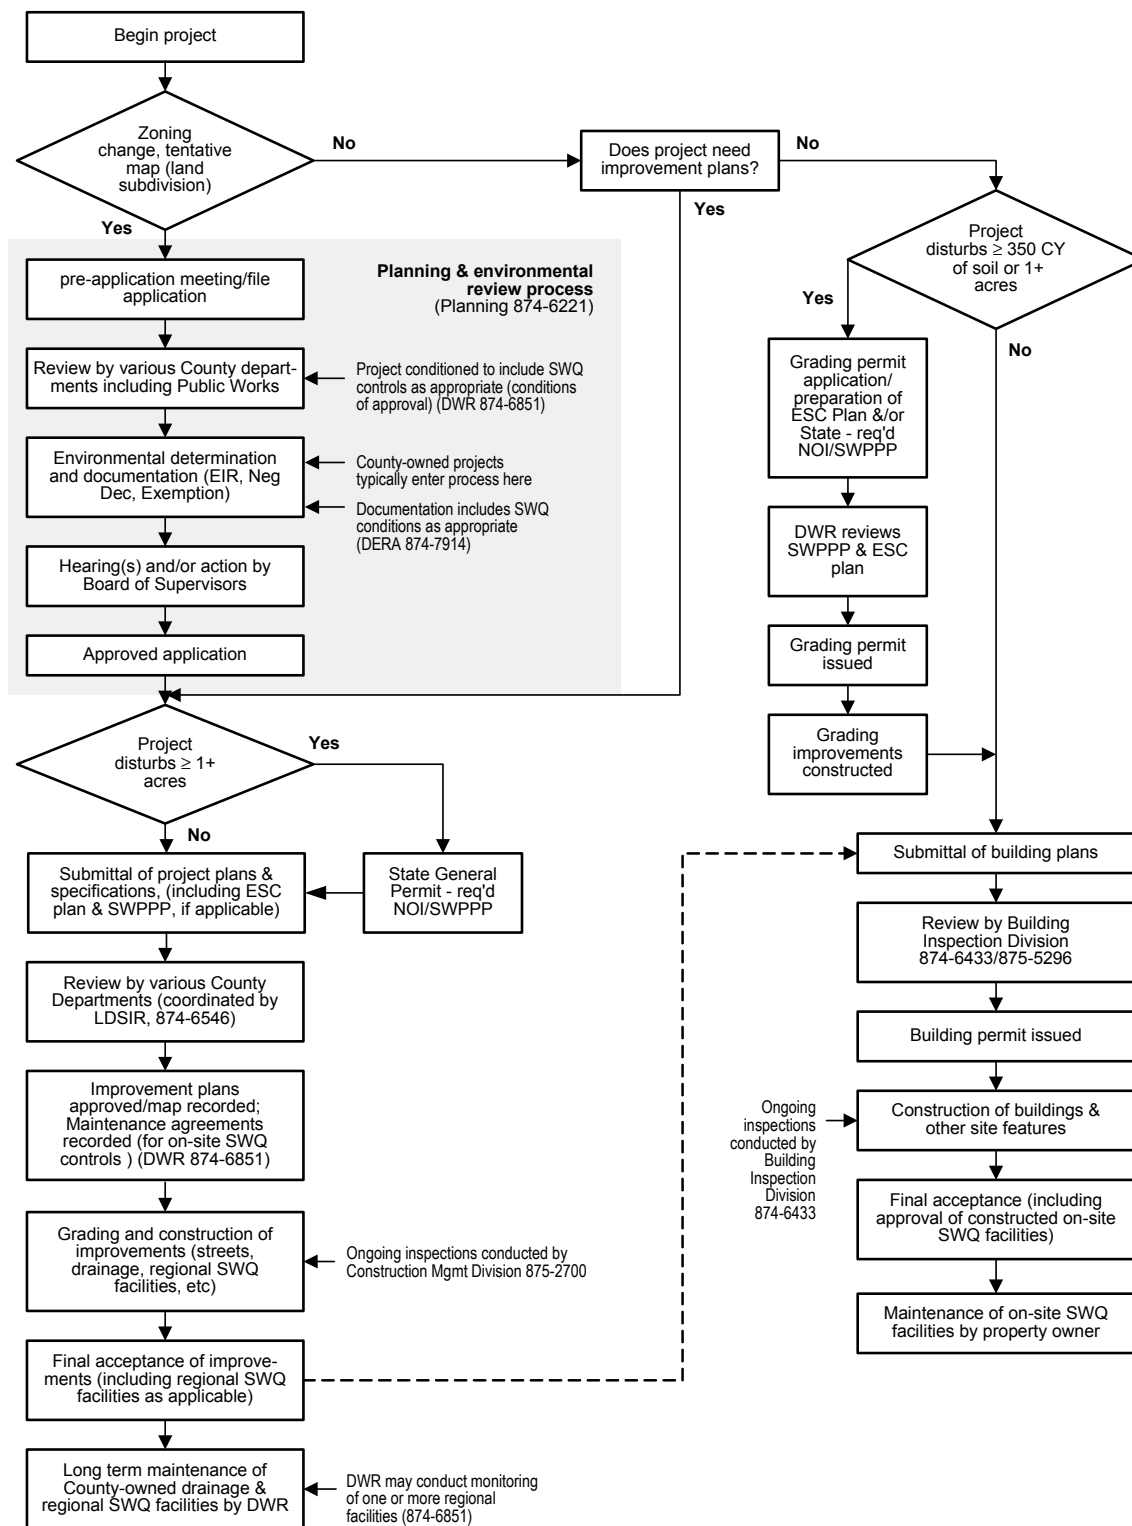 Begin project
Zoning
change, tentative
map (land
subdivision)
No
Does project need
improvement plans?
No
Yes
Yes
Project
disturbs ≥ 350 CY
of soil or 1+
acres
Yes
No
Planning & environmental
review process
(Planning 874-6221)
pre-application meeting/file
application
Review by various County depart-
ments including Public Works
Project conditioned to include SWQ
controls as appropriate (conditions
of approval) (DWR 874-6851)
Environmental determination
and documentation (EIR, Neg
Dec, Exemption)
County-owned projects
typically enter process here
Documentation includes SWQ
conditions as appropriate
(DERA 874-7914)
Hearing(s) and/or action by
Board of Supervisors
Approved application
Grading permit
application/
preparation of
ESC Plan &/or
State - req'd
NOI/SWPPP
DWR reviews
SWPPP & ESC
plan
Grading permit
issued
Grading
improvements
constructed
Project
disturbs ≥ 1+
acres
Yes
No
Submittal of project plans &
specifications, (including ESC
plan & SWPPP, if applicable)
State General
Permit - req'd
NOI/SWPPP
Review by various County
Departments (coordinated by
LDSIR, 874-6546)
Improvement plans
approved/map recorded;
Maintenance agreements
recorded (for on-site SWQ
controls ) (DWR 874-6851)
Grading and construction of
improvements (streets,
drainage, regional SWQ
facilities, etc)
Ongoing inspections conducted by
Construction Mgmt Division 875-2700
Final acceptance of improve-
ments (including regional SWQ
facilities as applicable)
Long term maintenance of
County-owned drainage &
regional SWQ facilities by DWR
DWR may conduct monitoring
of one or more regional
facilities (874-6851)
Submittal of building plans
Review by Building
Inspection Division
874-6433/875-5296
Building permit issued
Ongoing
inspections
conducted by
Building
Inspection
Division
874-6433
Construction of buildings &
other site features
Final acceptance (including
approval of constructed on-site
SWQ facilities)
Maintenance of on-site SWQ
facilities by property owner